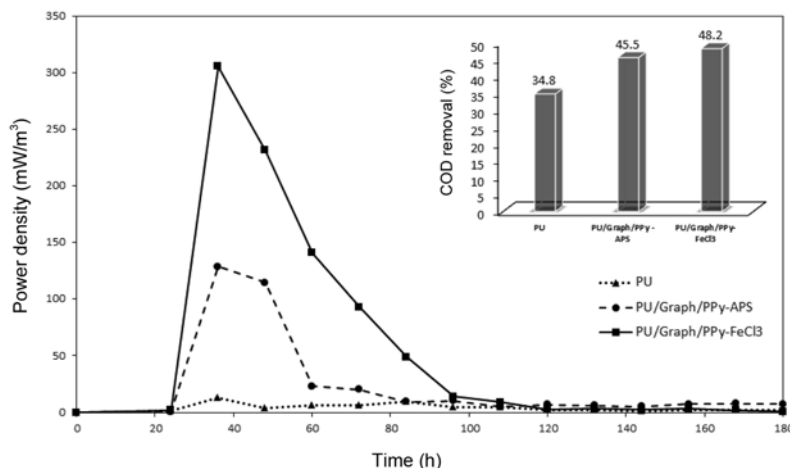 350
300
250
200
150
100
50
0
Power density (mW/m³)
0
20
40
60
80
100
120
140
160
180
Time (h)
50
45
40
35
30
25
20
15
10
5
0
COD removal (%)
34.8
45.5
48.2
PU
PU/Graph/PPy -
APS
PU/Graph/PPy-
FeCl3
PU
PU/Graph/PPy-APS
PU/Graph/PPy-FeCl3